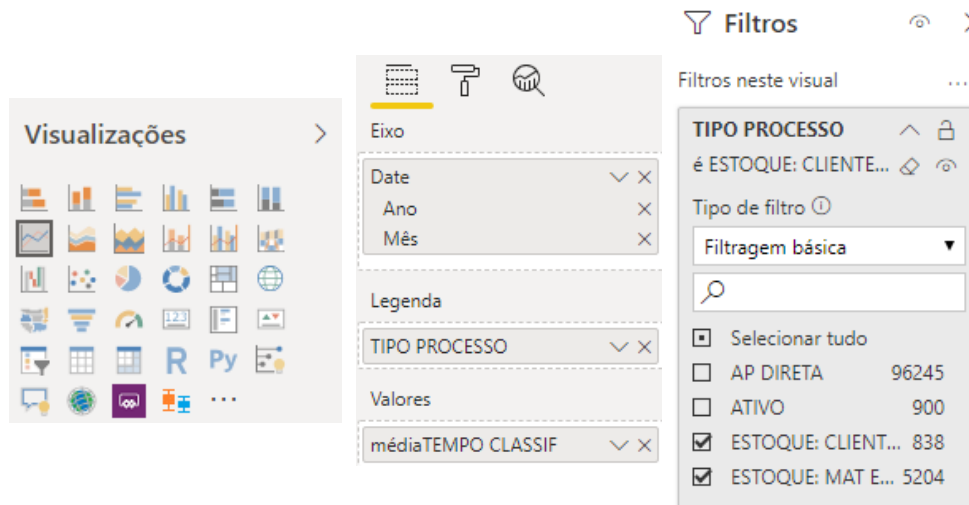 Visualizações
123
R
Py
Eixo
Date
Ano
Mês
Legenda
TIPO PROCESSO
Valores
médiaTEMPO CLASSIF
Filtros
Filtros neste visual
TIPO PROCESSO
é ESTOQUE: CLIENTE...
Tipo de filtro
Filtragem básica
Selecionar tudo
AP DIRETA 96245
ATIVO 900
ESTOQUE: CLIENT... 838
ESTOQUE: MAT E... 5204